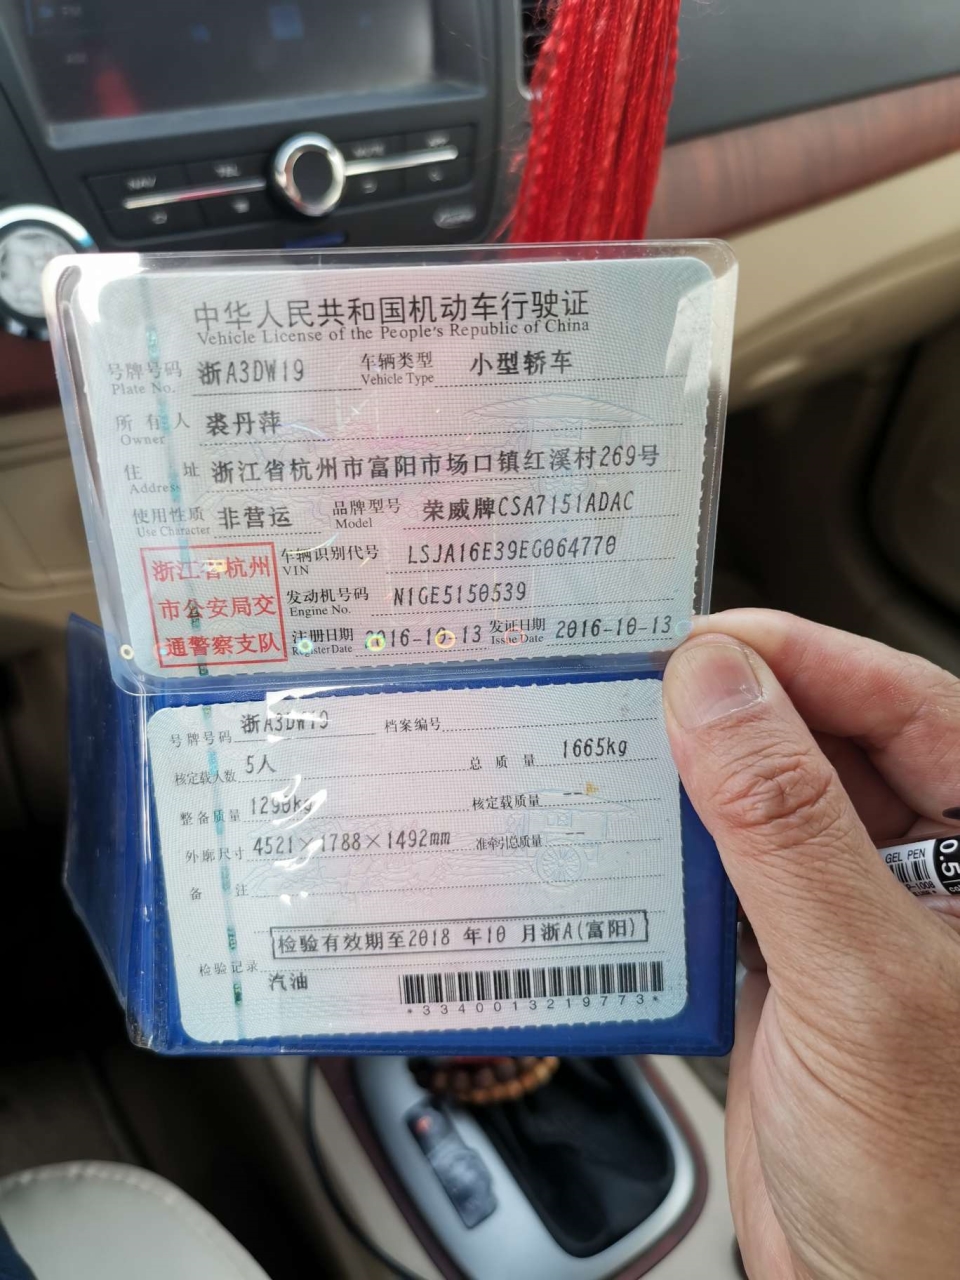 中华人民共和国机动车行驶证
Vehicle License of the People's Republic of China
号牌号码 浙A3DW19 车辆类型 小型轿车
Plate No. Vehicle Type
所有人 裘丹萍
Owner
住址 浙江省杭州市富阳市场口镇红溪村269号
Address
使用性质 非营运 品牌型号 荣威牌CSA7151ADAC
Use Character Model
浙江省杭州
市公安局交
通警察支队
车辆识别代号 LSJA16E39EG064770
VIN
发动机号码 N1GE5150539
Engine No.
注册日期 2016-10-13 发证日期 2016-10-13
Register Date Issue Date
号牌号码 浙A3DW19 档案编号
核定载人数 5人 总质量 1665kg
整备质量 1290kg 核定载质量 --
外廓尺寸 4521×1788×1492mm 准牵引总质量 --
备注
检验有效期至2018 年10 月浙A(富阳)
检验记录 汽油
*3340013219773*
GEL PEN
0.5